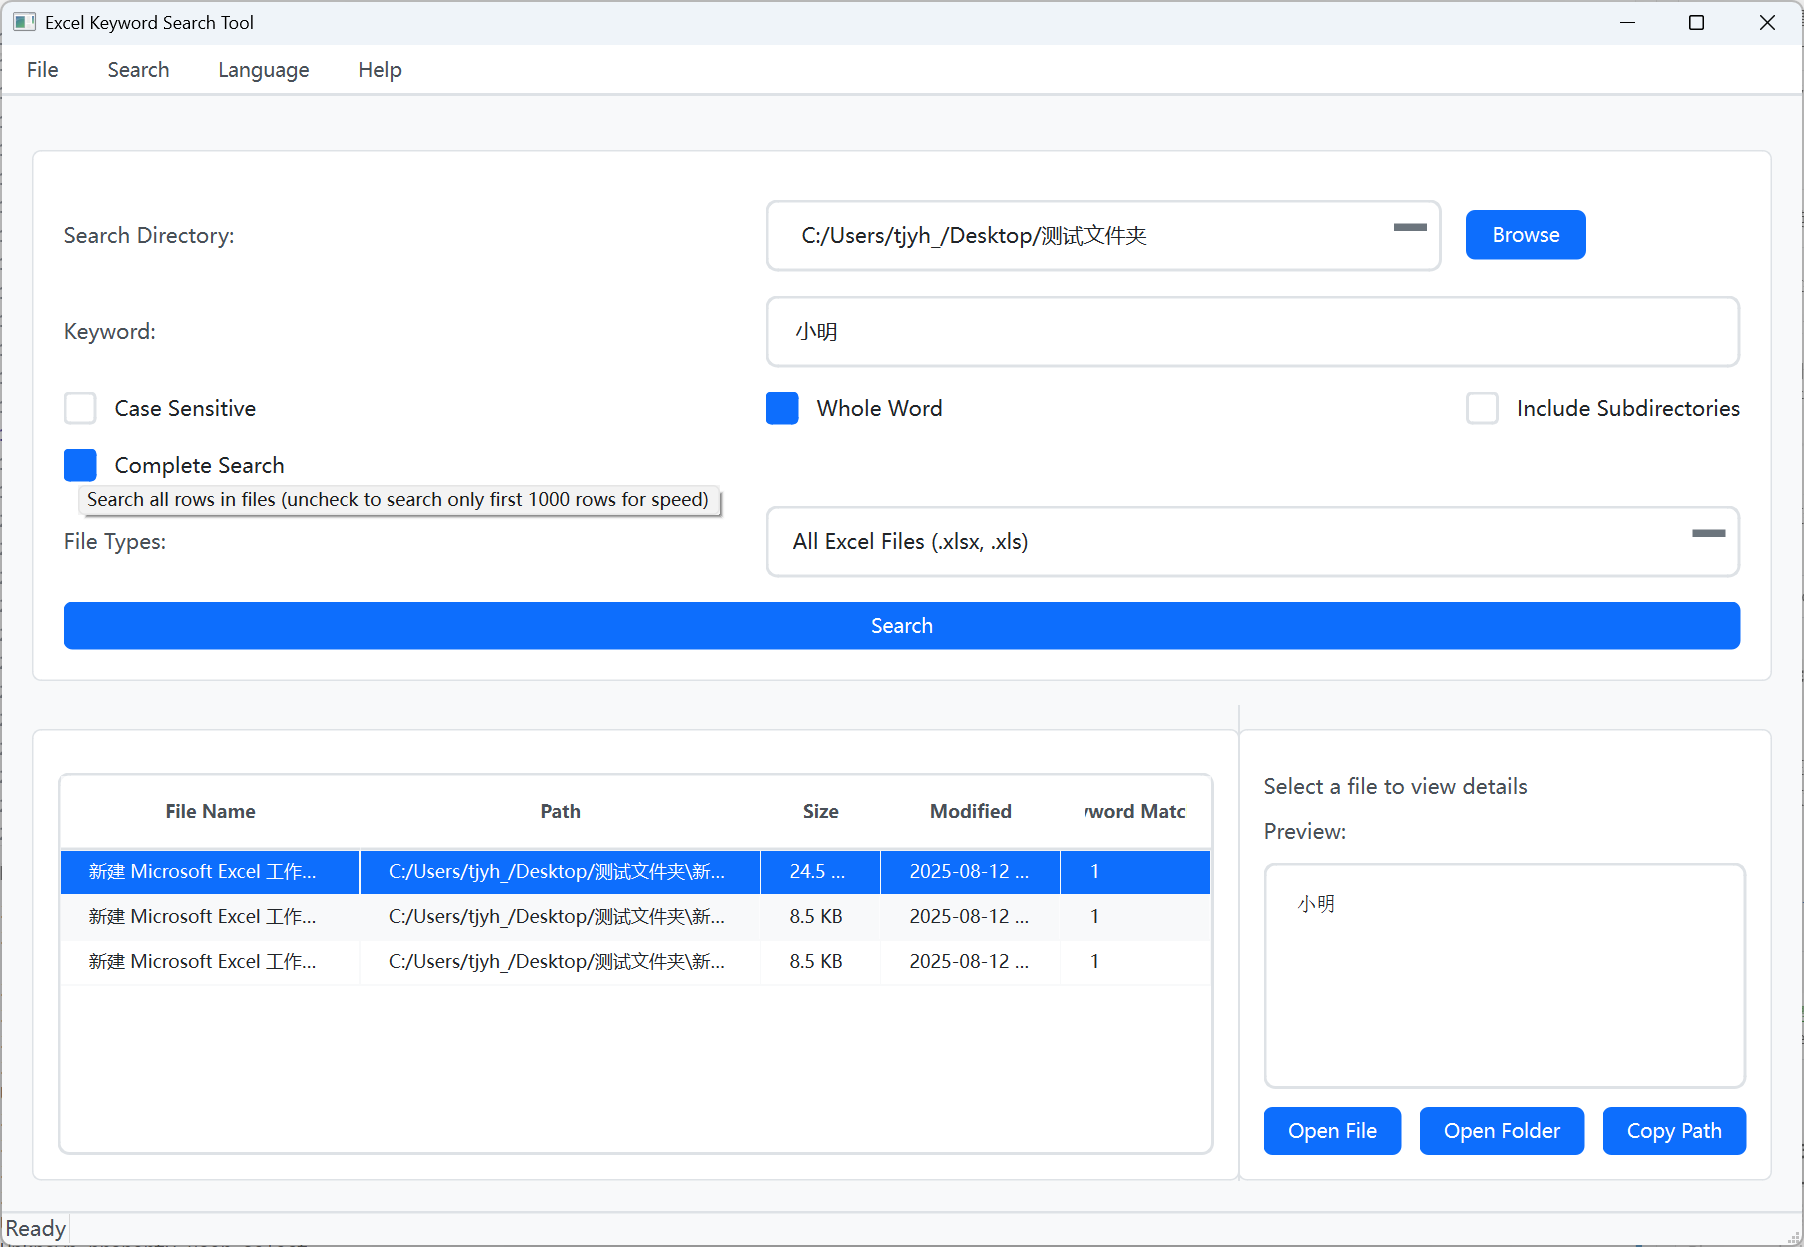 Excel Keyword Search Tool
File Search Language Help
Search Directory: C:/Users/tjyh_/Desktop/测试文件夹 Browse
Keyword: 小明
Case Sensitive Whole Word Include Subdirectories
Complete Search
Search all rows in files (uncheck to search only first 1000 rows for speed)
File Types: All Excel Files (.xlsx, .xls)
Search
File Name Path Size Modified word Matc
新建 Microsoft Excel 工作... C:/Users/tjyh_/Desktop/测试文件夹\新... 24.5 ... 2025-08-12 ... 1
新建 Microsoft Excel 工作... C:/Users/tjyh_/Desktop/测试文件夹\新... 8.5 KB 2025-08-12 ... 1
新建 Microsoft Excel 工作... C:/Users/tjyh_/Desktop/测试文件夹\新... 8.5 KB 2025-08-12 ... 1
Select a file to view details
Preview:
小明
Open File Open Folder Copy Path
Ready